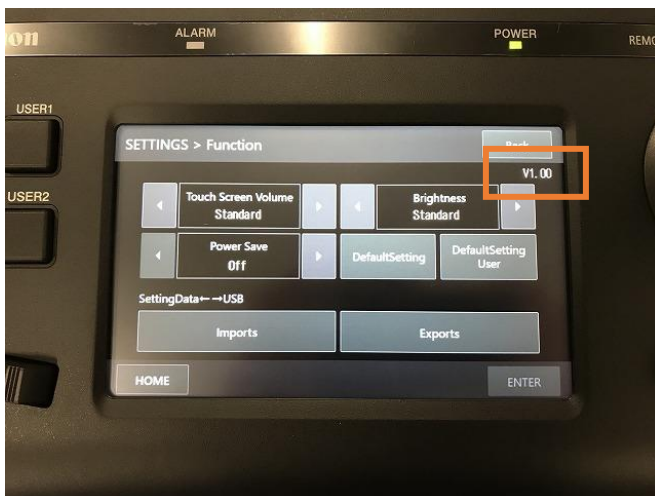 ALARM
POWER
USER1
SETTINGS > Function
Back
V1.00
USER2
Touch Screen Volume
Standard
Brightness
Standard
Power Save
Off
DefaultSetting
DefaultSetting
User
SettingData←→USB
Imports
Exports
HOME
ENTER